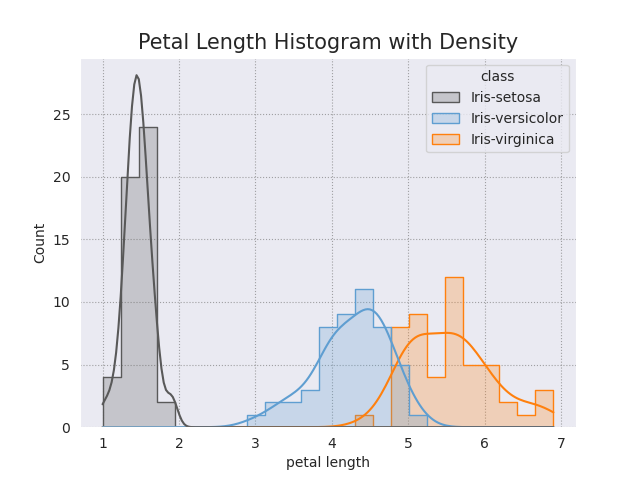 Petal Length Histogram with Density
class
Iris-setosa
Iris-versicolor
Iris-virginica
Count
25
20
15
10
5
0
1 2 3 4 5 6 7
petal length